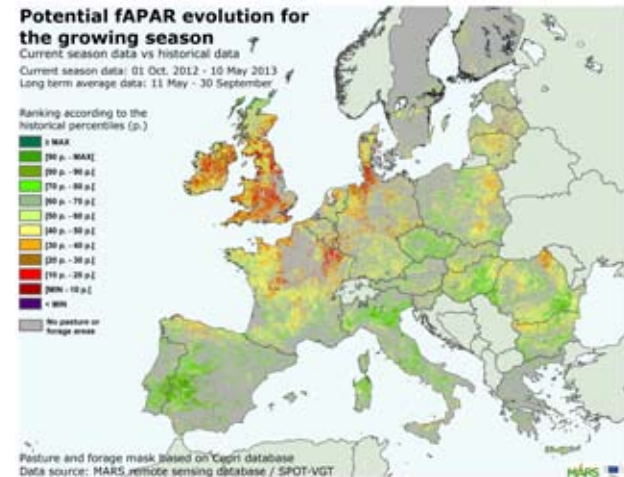 Potential fAPAR evolution for
the growing season
Current season data vs historical data
Current season data: 01 Oct. 2012 - 10 May 2013
Long term average data: 11 May - 30 September
Ranking according to the
historical percentiles (p.)
≥ MAX
[90 p. - MAX[
[80 p. - 90 p.[
[70 p. - 80 p.[
[60 p. - 70 p.[
[50 p. - 60 p.[
[40 p. - 50 p.[
[30 p. - 40 p.[
[20 p. - 30 p.[
[10 p. - 20 p.[
[MIN - 10 p.[
< MIN
No pasture or
forage areas
Pasture and forage mask based on Capri database
Data source: MARS remote sensing database / SPOT-VGT
MARS